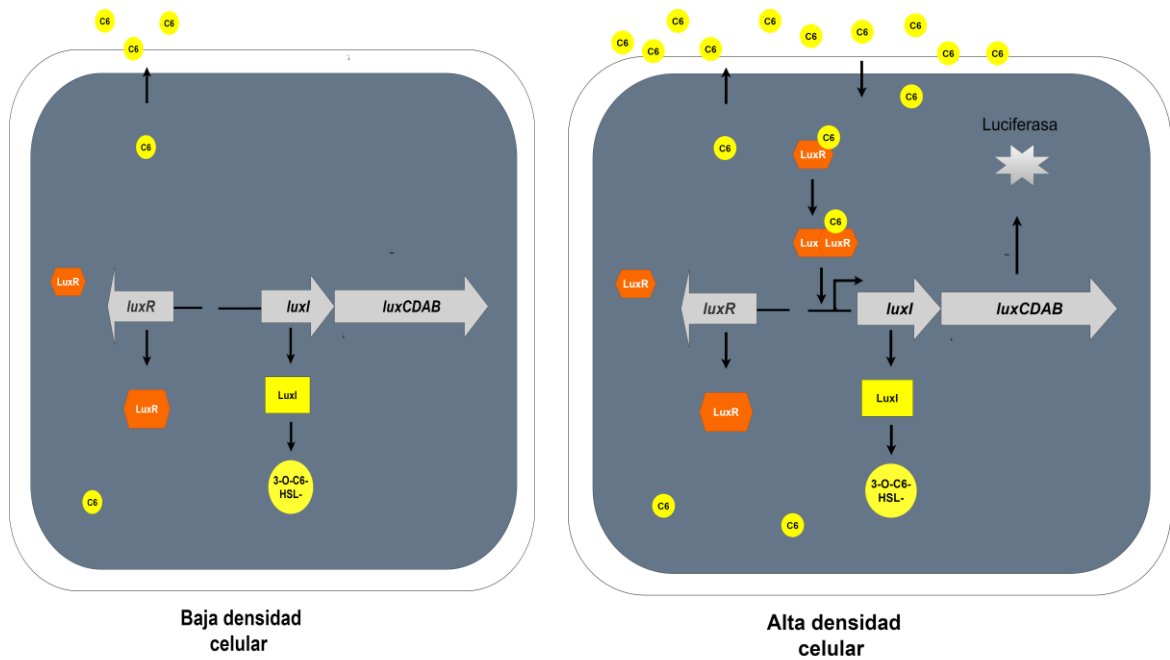 C6
C6
C6
C6
LuxR
luxR
luxI
luxCDAB
LuxR
LuxI
3-O-C6-
HSL-
C6
Baja densidad
celular
C6
C6
C6
C6
C6
C6
C6
C6
C6
C6
C6
C6
Luciferasa
C6
LuxR
C6
Lux LuxR
LuxR
luxR
luxI
luxCDAB
LuxR
LuxI
3-O-C6-
HSL-
C6
C6
Alta densidad
celular